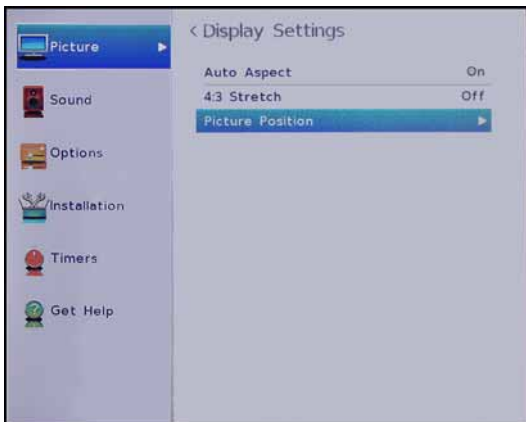 Picture
Sound
Options
Installation
Timers
Get Help
< Display Settings
Auto Aspect On
4:3 Stretch Off
Picture Position